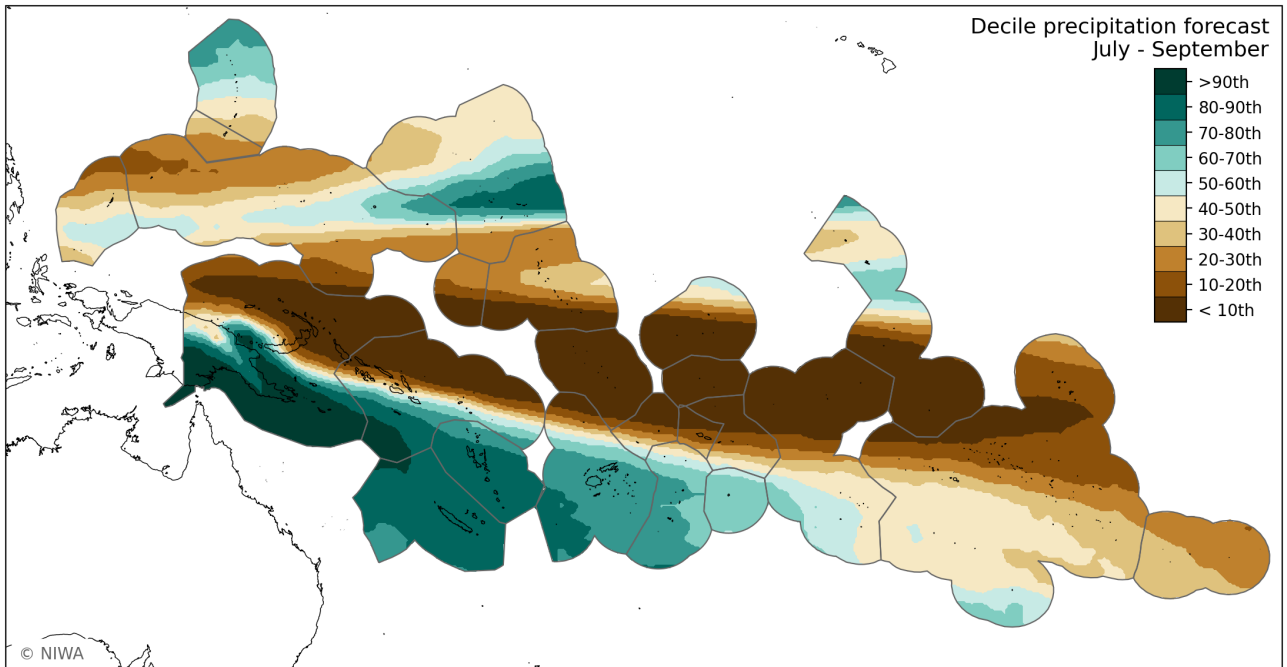 Decile precipitation forecast
July - September
>90th
80-90th
70-80th
60-70th
50-60th
40-50th
30-40th
20-30th
10-20th
< 10th
© NIWA